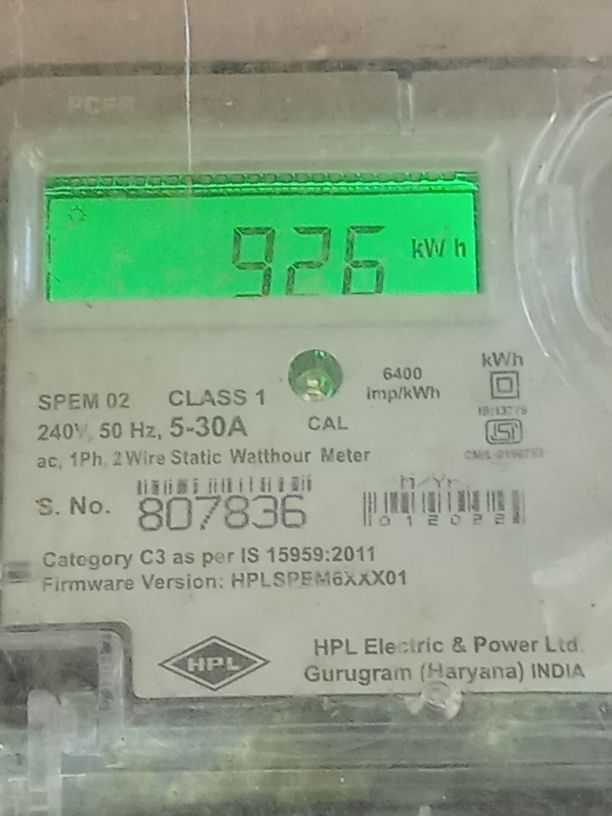 926 kWh
kWh
6400
imp/kWh
SPEM 02 CLASS 1
240V, 50 Hz, 5-30A
CAL
ac, 1Ph, 2 Wire Static Watthour Meter
M/Yr.
S. No. 807836
012022
Category C3 as per IS 15959:2011
Firmware Version: HPLSPEM6XXX01
HPL
HPL Electric & Power Ltd.
Gurugram (Haryana) INDIA